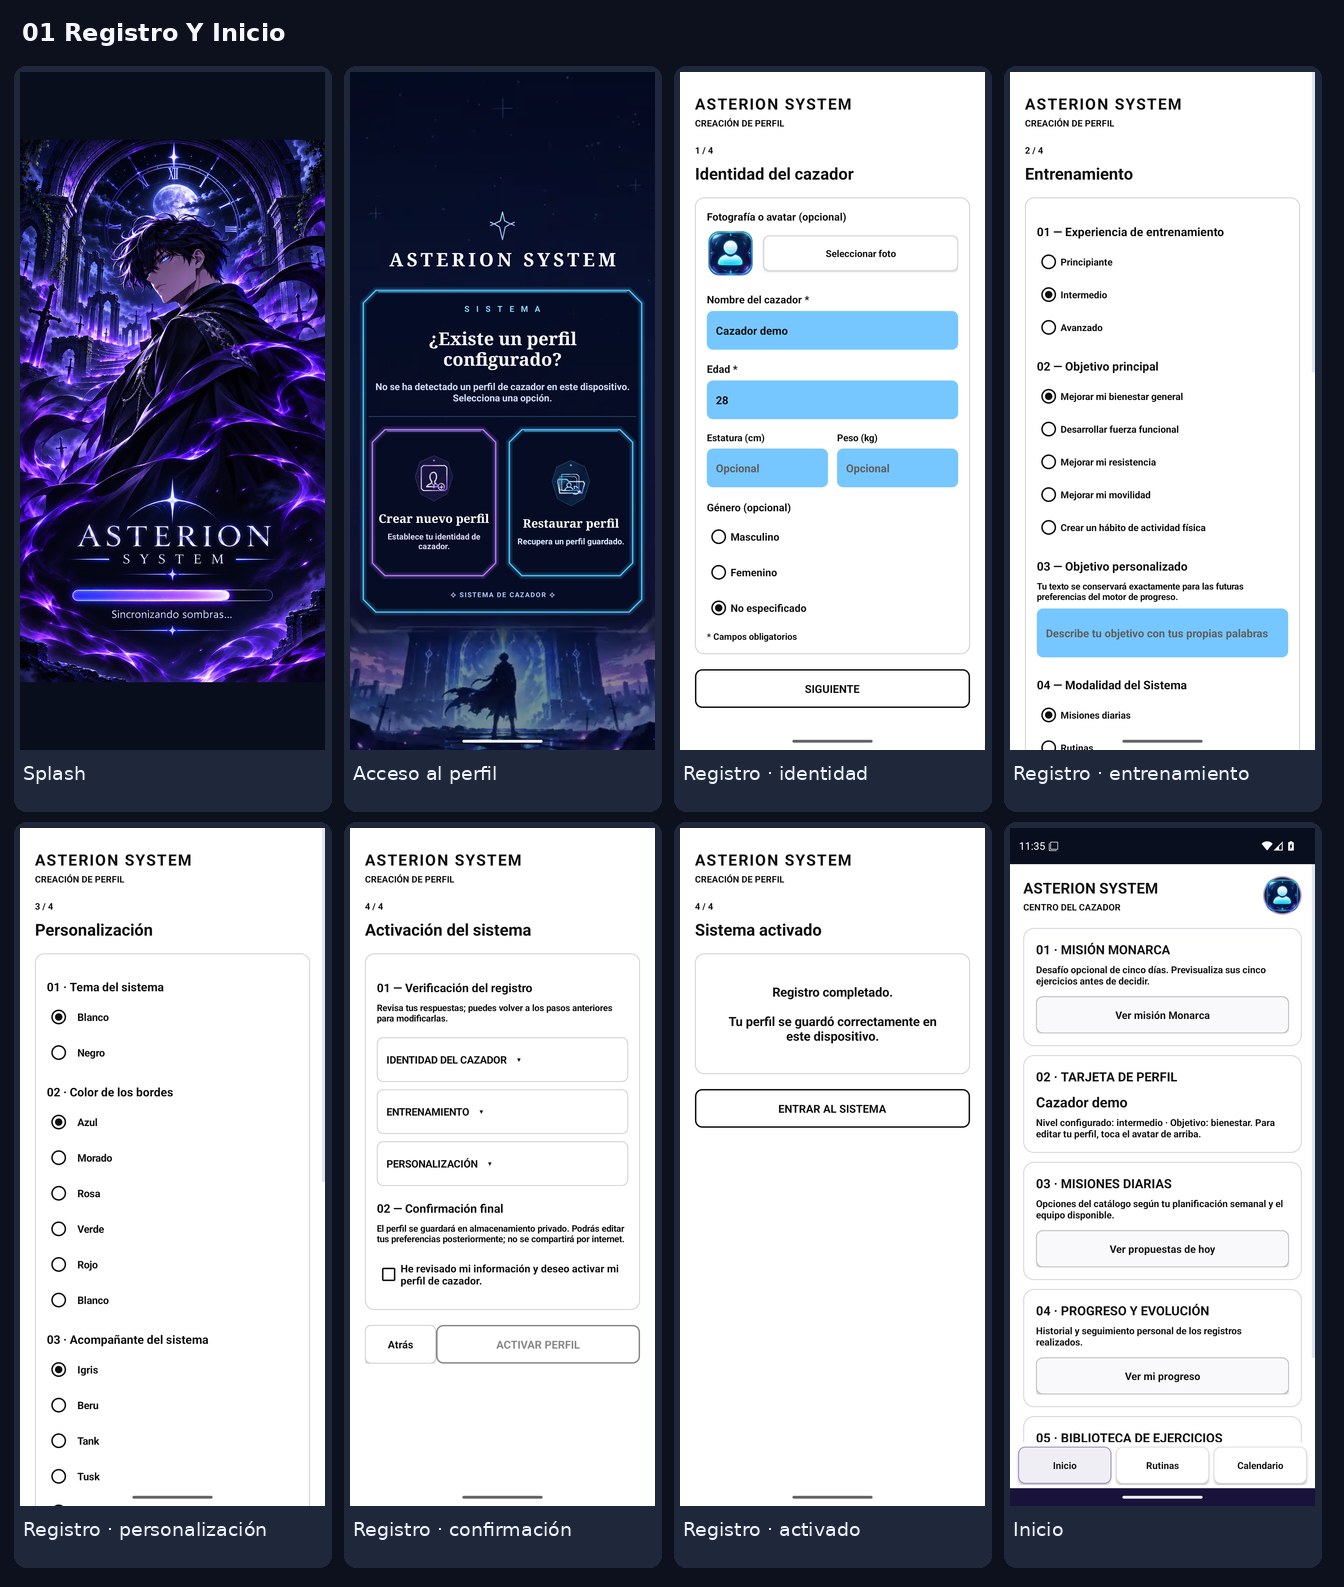 01 Registro Y Inicio
XII
ASTERION
SYSTEM
Sincronizando sombras...
Splash
ASTERION SYSTEM
SISTEMA
¿Existe un perfil
configurado?
No se ha detectado un perfil de cazador en este dispositivo.
Selecciona una opción.
Crear nuevo perfil
Establece tu identidad de
cazador.
Restaurar perfil
Recupera un perfil guardado.
✧ SISTEMA DE CAZADOR ✧
Acceso al perfil
ASTERION SYSTEM
CREACIÓN DE PERFIL
1 / 4
Identidad del cazador
Fotografía o avatar (opcional)
Seleccionar foto
Nombre del cazador *
Cazador demo
Edad *
28
Estatura (cm)
Peso (kg)
Opcional
Opcional
Género (opcional)
Masculino
Femenino
No especificado
* Campos obligatorios
SIGUIENTE
Registro · identidad
ASTERION SYSTEM
CREACIÓN DE PERFIL
2 / 4
Entrenamiento
01 — Experiencia de entrenamiento
Principiante
Intermedio
Avanzado
02 — Objetivo principal
Mejorar mi bienestar general
Desarrollar fuerza funcional
Mejorar mi resistencia
Mejorar mi movilidad
Crear un hábito de actividad física
03 — Objetivo personalizado
Tu texto se conservará exactamente para las futuras
preferencias del motor de progreso.
Describe tu objetivo con tus propias palabras
04 — Modalidad del Sistema
Misiones diarias
Rutinas
Registro · entrenamiento
ASTERION SYSTEM
CREACIÓN DE PERFIL
3 / 4
Personalización
01 · Tema del sistema
Blanco
Negro
02 · Color de los bordes
Azul
Morado
Rosa
Verde
Rojo
Blanco
03 · Acompañante del sistema
Igris
Beru
Tank
Tusk
Registro · personalización
ASTERION SYSTEM
CREACIÓN DE PERFIL
4 / 4
Activación del sistema
01 — Verificación del registro
Revisa tus respuestas; puedes volver a los pasos anteriores
para modificarlas.
IDENTIDAD DEL CAZADOR ▾
ENTRENAMIENTO ▾
PERSONALIZACIÓN ▾
02 — Confirmación final
El perfil se guardará en almacenamiento privado. Podrás editar
tus preferencias posteriormente; no se compartirá por internet.
He revisado mi información y deseo activar mi
perfil de cazador.
Atrás
ACTIVAR PERFIL
Registro · confirmación
ASTERION SYSTEM
CREACIÓN DE PERFIL
4 / 4
Sistema activado
Registro completado.
Tu perfil se guardó correctamente en
este dispositivo.
ENTRAR AL SISTEMA
Registro · activado
11:35
ASTERION SYSTEM
CENTRO DEL CAZADOR
01 · MISIÓN MONARCA
Desafío opcional de cinco días. Previsualiza sus cinco
ejercicios antes de decidir.
Ver misión Monarca
02 · TARJETA DE PERFIL
Cazador demo
Nivel configurado: intermedio · Objetivo: bienestar. Para
editar tu perfil, toca el avatar de arriba.
03 · MISIONES DIARIAS
Opciones del catálogo según tu planificación semanal y el
equipo disponible.
Ver propuestas de hoy
04 · PROGRESO Y EVOLUCIÓN
Historial y seguimiento personal de los registros
realizados.
Ver mi progreso
05 · BIBLIOTECA DE EJERCICIOS
Inicio
Rutinas
Calendario
Inicio